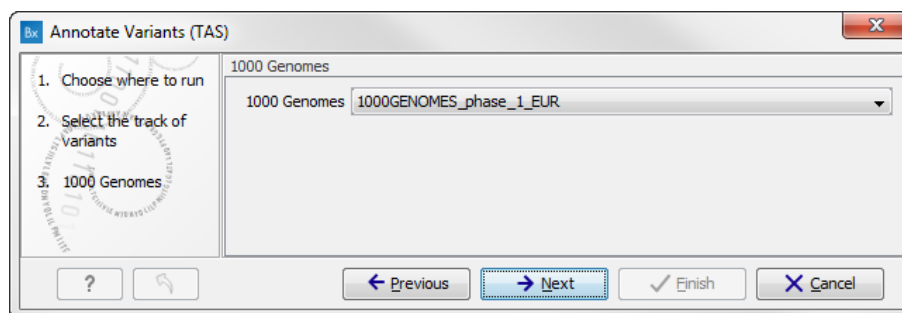 Bx Annotate Variants (TAS)
1. Choose where to run
2. Select the track of
variants
3. 1000 Genomes
1000 Genomes
1000 Genomes 1000GENOMES_phase_1_EUR
? Previous Next Finish Cancel